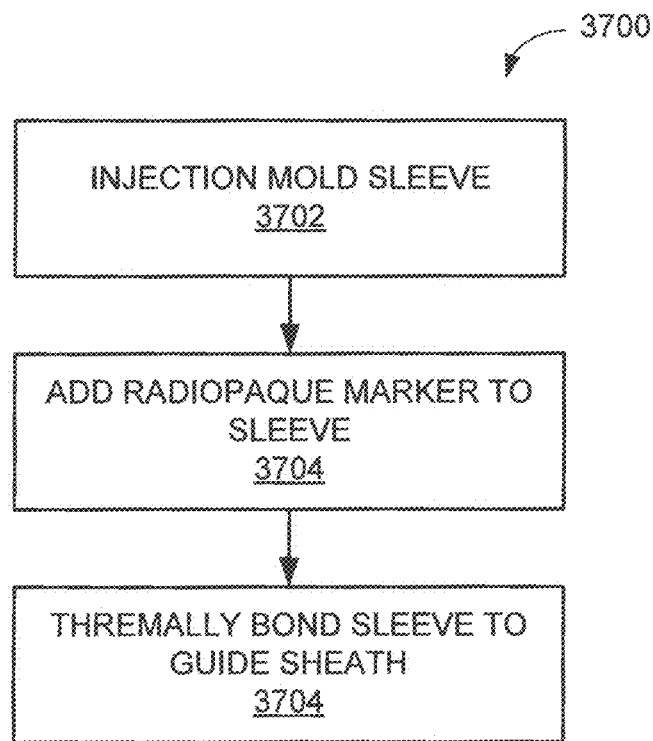 3700
INJECTION MOLD SLEEVE
3702
ADD RADIOPAQUE MARKER TO
SLEEVE
3704
THREMALLY BOND SLEEVE TO
GUIDE SHEATH
3704